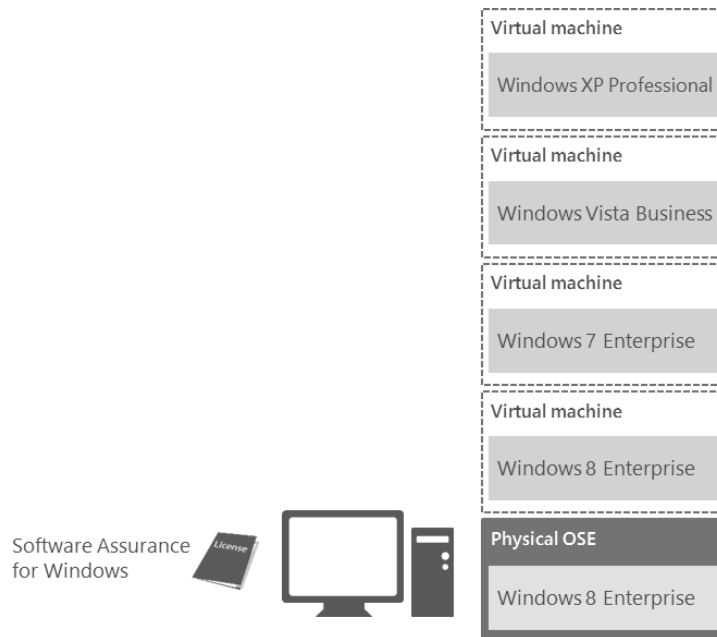 Virtual machine
Windows XP Professional
Virtual machine
Windows Vista Business
Virtual machine
Windows 7 Enterprise
Virtual machine
Windows 8 Enterprise
Software Assurance
for Windows
License
Physical OSE
Windows 8 Enterprise